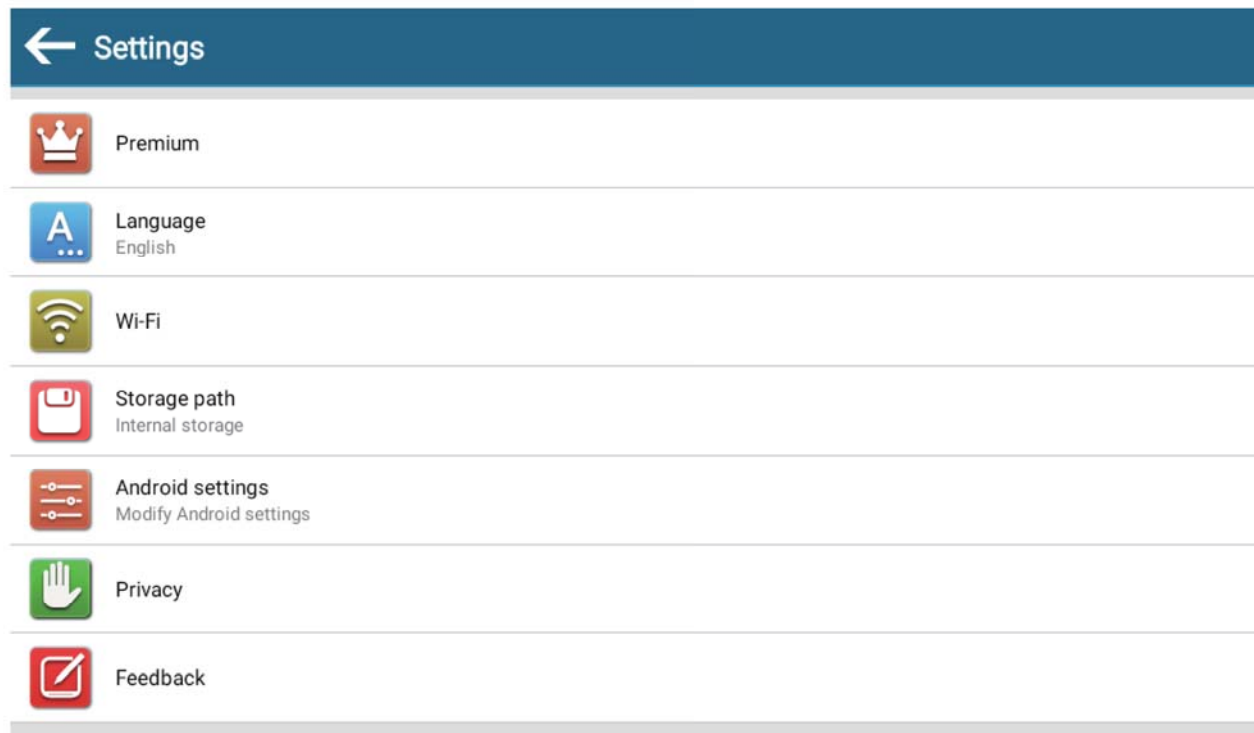 Settings
Premium
Language
English
Wi-Fi
Storage path
Internal storage
Android settings
Modify Android settings
Privacy
Feedback